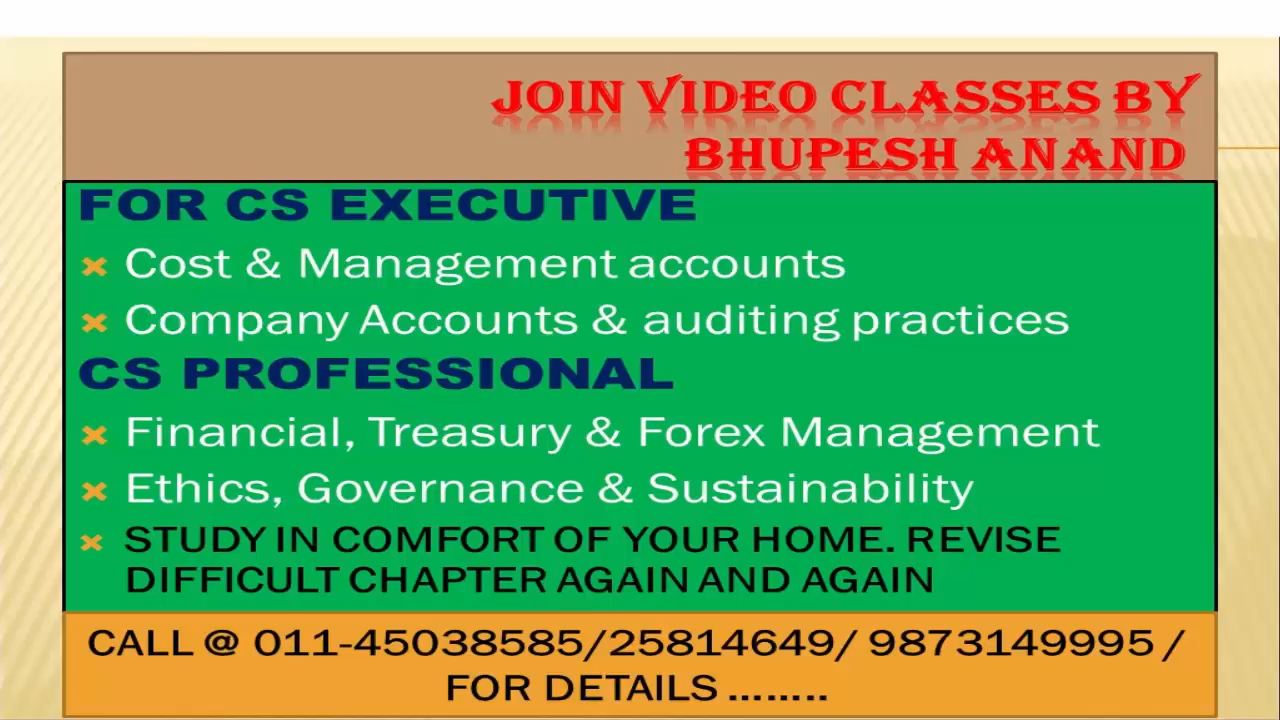 JOIN VIDEO CLASSES BY
BHUPESH ANAND
FOR CS EXECUTIVE
Cost & Management accounts
Company Accounts & auditing practices
CS PROFESSIONAL
Financial, Treasury & Forex Management
Ethics, Governance & Sustainability
STUDY IN COMFORT OF YOUR HOME. REVISE
DIFFICULT CHAPTER AGAIN AND AGAIN
CALL @ 011-45038585/25814649/ 9873149995 /
FOR DETAILS ........